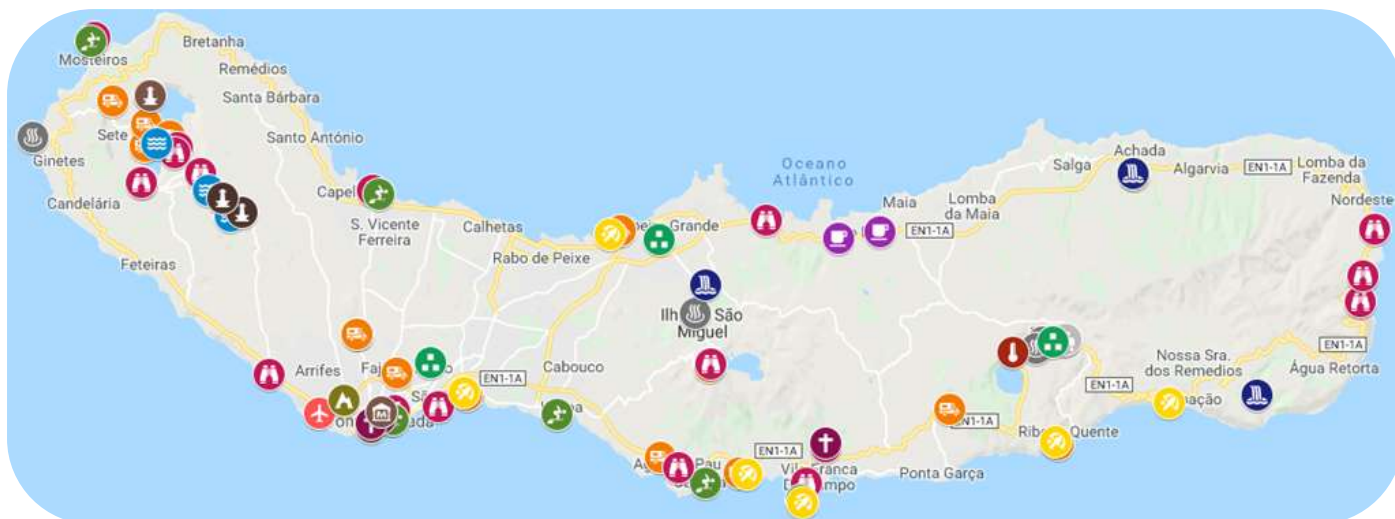 Bretanha
Mosteiros
Remédios
Santa Bárbara
Sete
Santo António
Ginetes
Candelária
Capel
S. Vicente
Ferreira
Calhetas
Feteiras
Rabo de Peixe
Grande
Oceano
Atlântico
Maia
Lomba
da Maia
EN1-1A
Salga
Achada
Algarvia
EN1-1A
Lomba da
Fazenda
Nordeste
Ilh São
Miguel
Arrifes
Faj
EN1-1A
Cabouco
Nossa Sra.
dos Remedios
EN1-1A
Água Retorta
EN1-1A
EN1-1A
Quente
Pau
EN1-1A
Ponta Garça